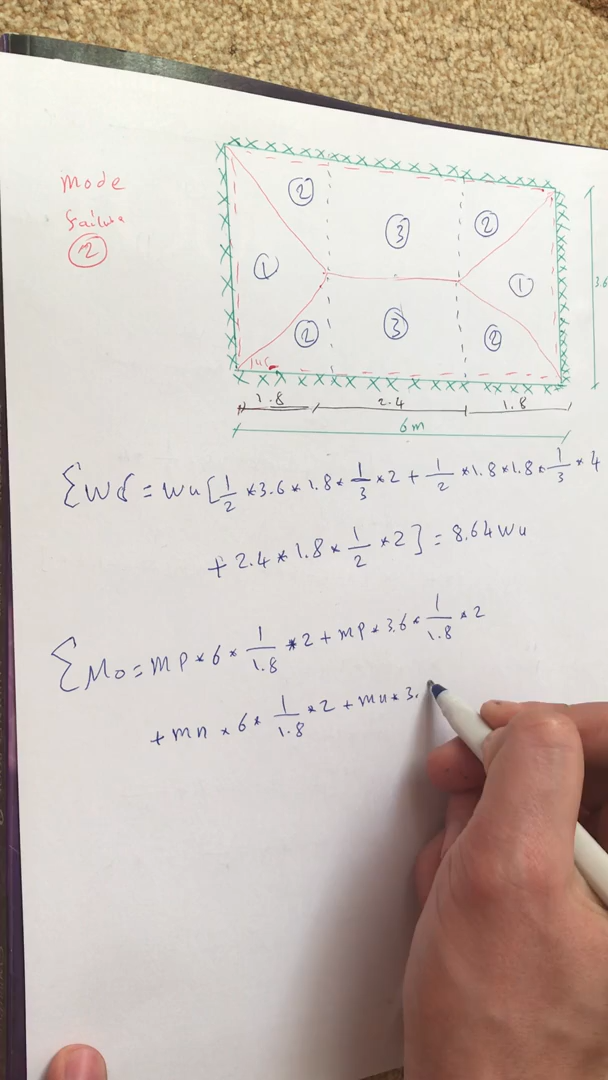 Mode
failure
②
② ③ ② 3.6
① ①
② ③ ②
45
1.8 2.4 1.8
6m
ΣWδ = wu[1/2 * 3.6 * 1.8 * 1/3 * 2 + 1/2 * 1.8 * 1.8 * 1/3 * 4
+ 2.4 * 1.8 * 1/2 * 2] = 8.64 wu
ΣMθ = mp * 6 * 1/1.8 * 2 + mp * 3.6 * 1/1.8 * 2
+ mn * 6 * 1/1.8 * 2 + mn * 3.